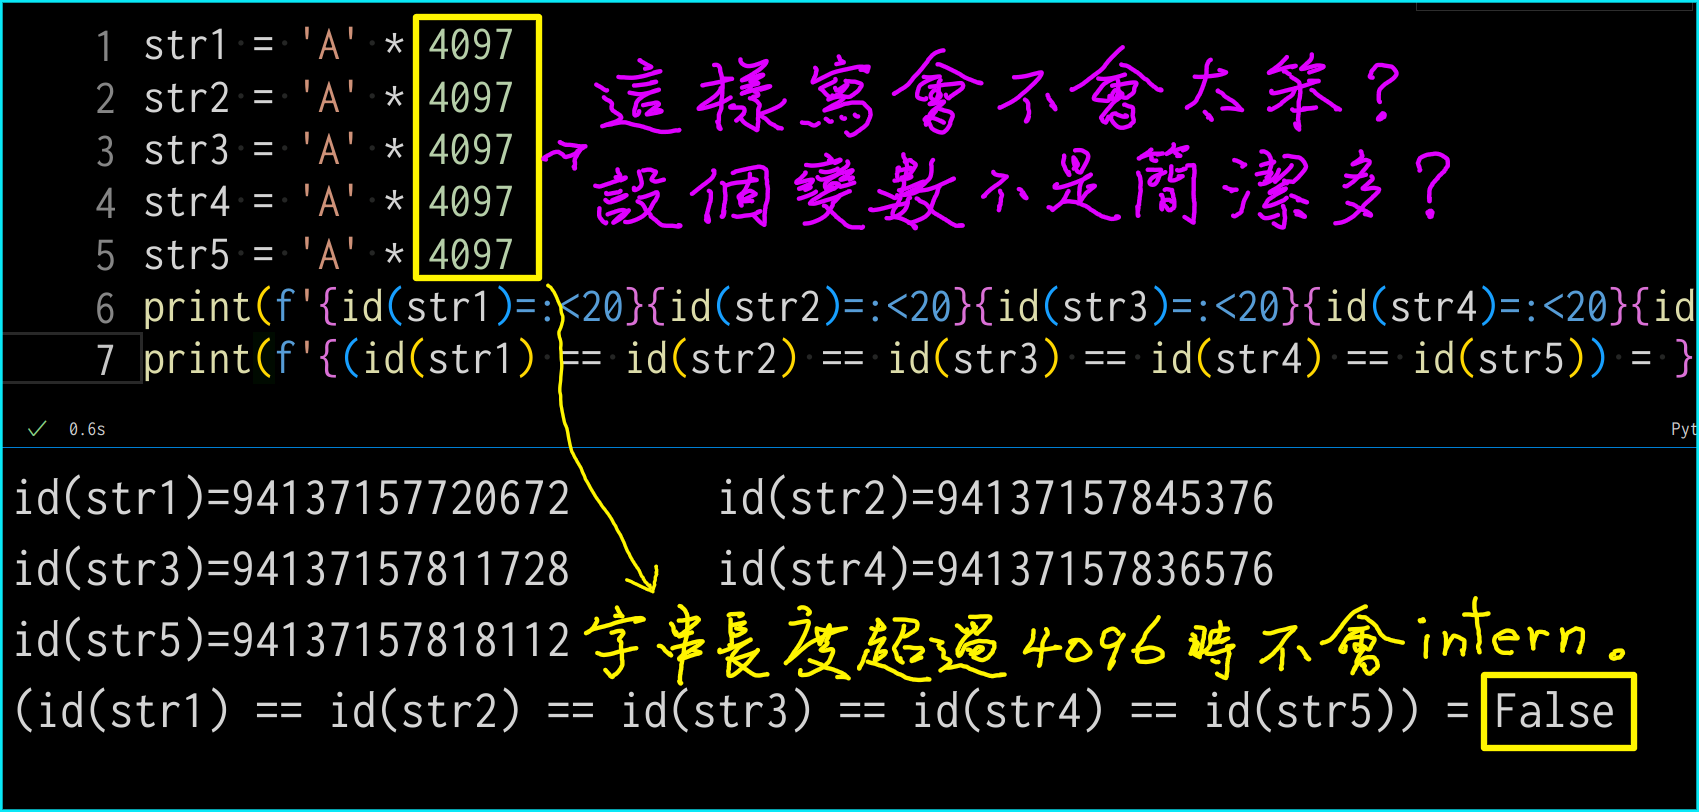 1 str1 = 'A' * 4097
2 str2 = 'A' * 4097
3 str3 = 'A' * 4097
4 str4 = 'A' * 4097
5 str5 = 'A' * 4097
這樣寫會不會太笨？
設個變數不是簡潔多？
6 print(f'{id(str1)=:<20}{id(str2)=:<20}{id(str3)=:<20}{id(str4)=:<20}{id
7 print(f'{(id(str1) == id(str2) == id(str3) == id(str4) == id(str5)) = }
✓ 0.6s
Pyt
id(str1)=94137157720672 id(str2)=94137157845376
id(str3)=94137157811728 id(str4)=94137157836576
id(str5)=94137157818112
字串長度超過4096時不會intern。
(id(str1) == id(str2) == id(str3) == id(str4) == id(str5)) = False